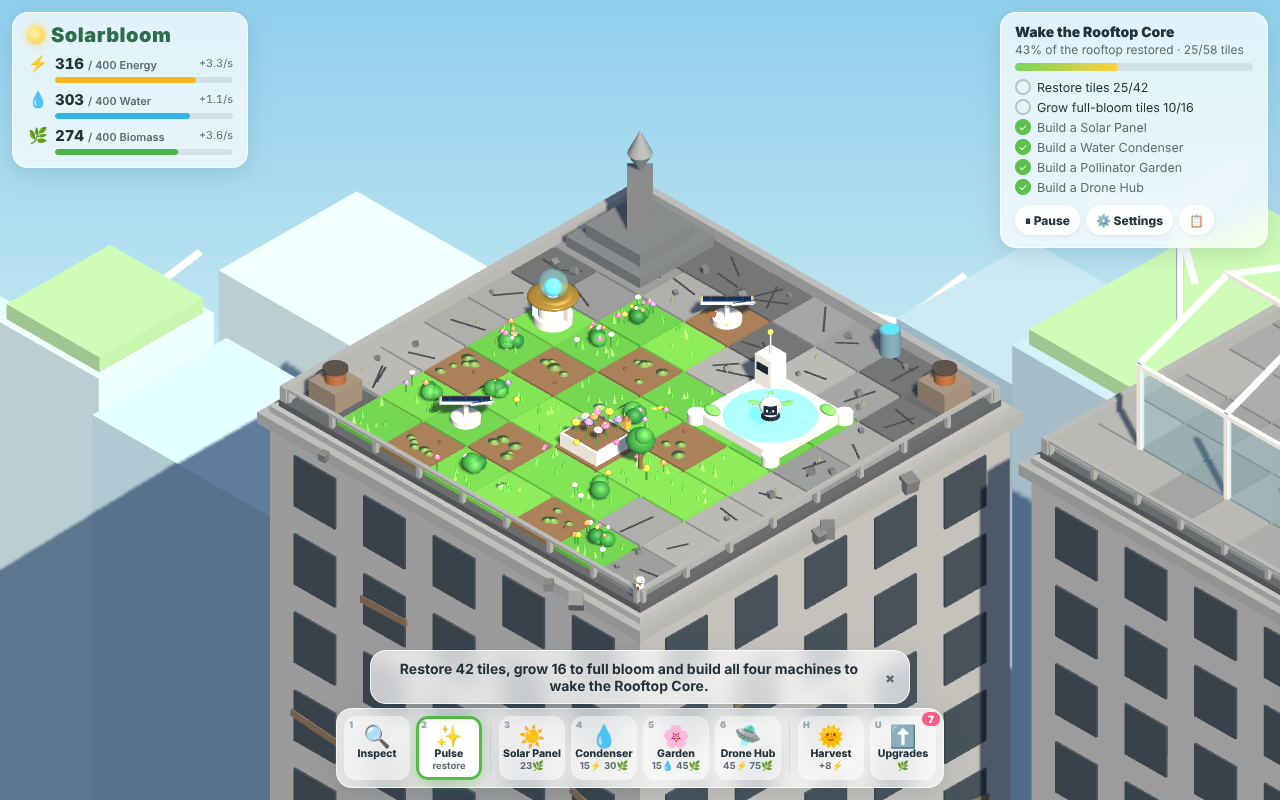 Solarbloom
316 / 400 Energy +3.3/s
303 / 400 Water +1.1/s
274 / 400 Biomass +3.6/s
Wake the Rooftop Core
43% of the rooftop restored · 25/58 tiles
Restore tiles 25/42
Grow full-bloom tiles 10/16
Build a Solar Panel
Build a Water Condenser
Build a Pollinator Garden
Build a Drone Hub
Pause
Settings
Restore 42 tiles, grow 16 to full bloom and build all four machines to
wake the Rooftop Core.
×
1 Inspect
2 Pulse
restore
3 Solar Panel
23
4 Condenser
15 30
5 Garden
15 45
6 Drone Hub
45 75
H Harvest
+8
U Upgrades
7